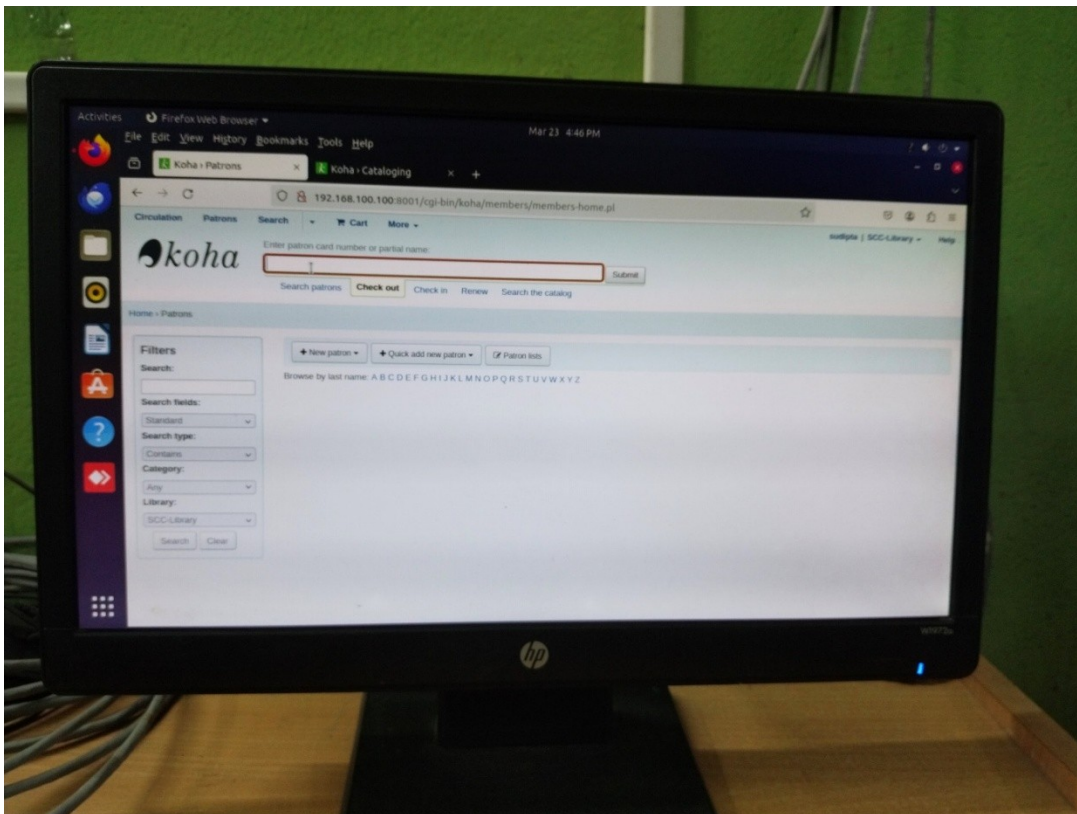 Activities Firefox Web Browser Mar 23 4:46 PM
File Edit View History Bookmarks Tools Help
Koha › Patrons × Koha › Cataloging × +
192.168.100.100:8001/cgi-bin/koha/members/members-home.pl
Circulation Patrons Search Cart More
sudipta | SCC-Library Help
koha
Enter patron card number or partial name:
Submit
Search patrons Check out Check in Renew Search the catalog
Home › Patrons
Filters
Search:
Search fields:
Standard
Search type:
Contains
Category:
Any
Library:
SCC-Library
Search Clear
+ New patron + Quick add new patron Patron lists
Browse by last name: A B C D E F G H I J K L M N O P Q R S T U V W X Y Z
hp